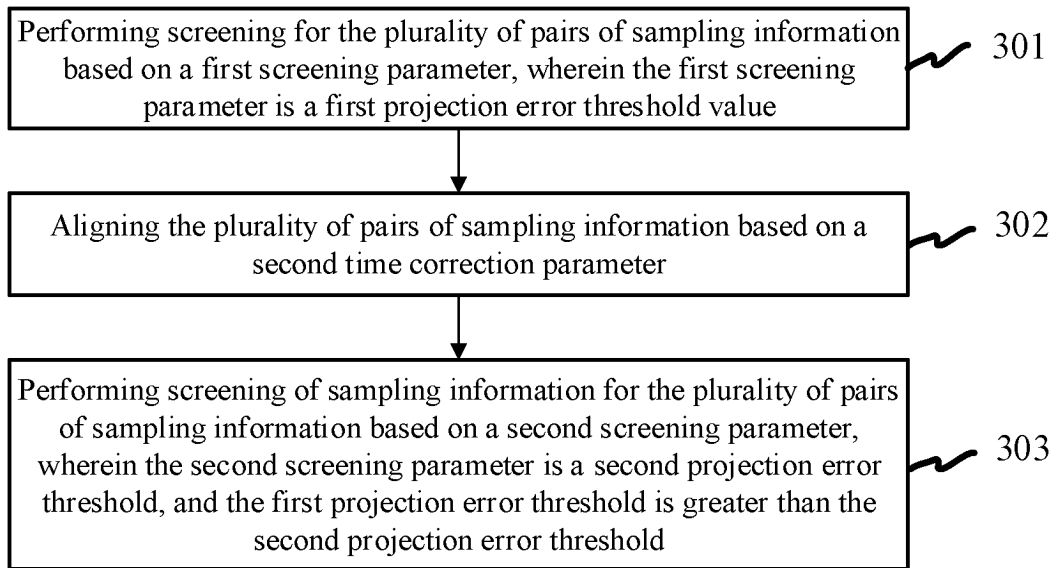 Performing screening for the plurality of pairs of sampling information
based on a first screening parameter, wherein the first screening
parameter is a first projection error threshold value
301
Aligning the plurality of pairs of sampling information based on a
second time correction parameter
302
Performing screening of sampling information for the plurality of pairs
of sampling information based on a second screening parameter,
wherein the second screening parameter is a second projection error
threshold, and the first projection error threshold is greater than the
second projection error threshold
303